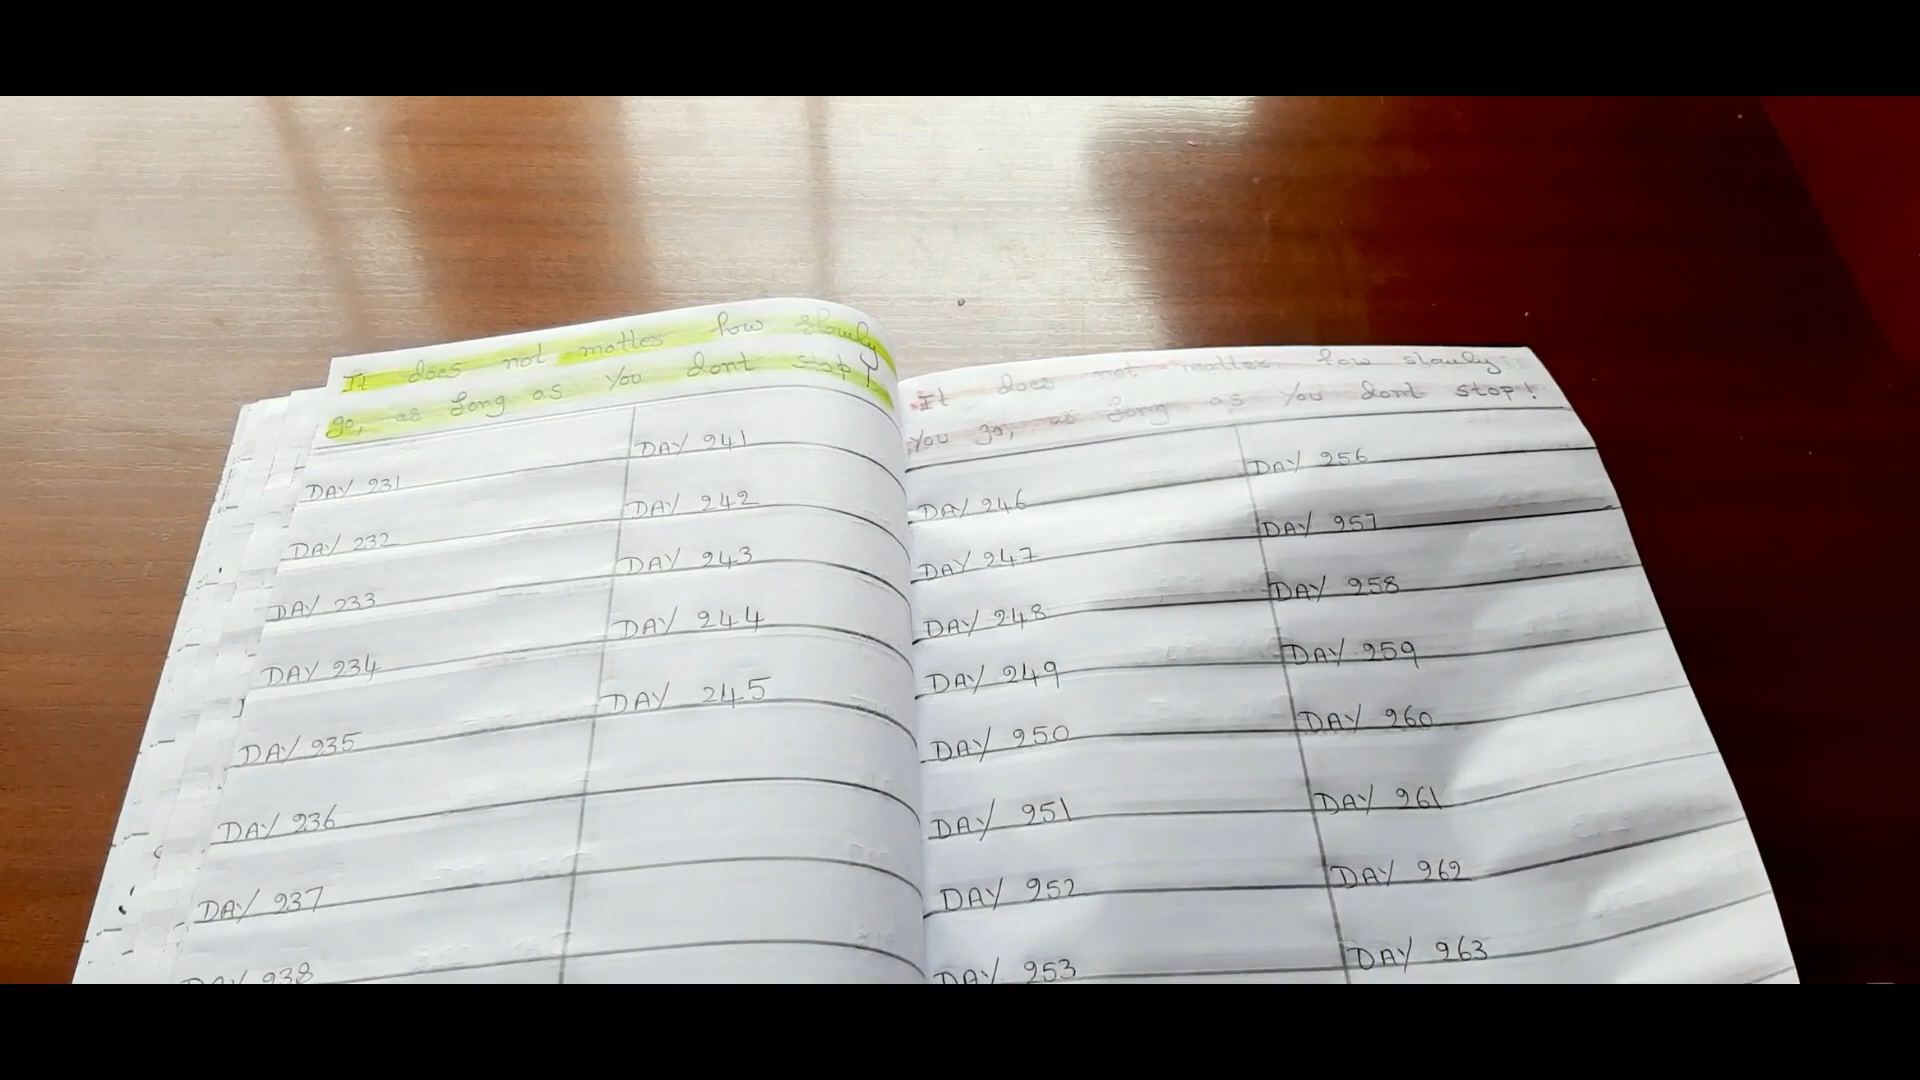 It does not matter how slowly
go, as long as You dont stop!
DAY 231
DAY 232
DAY 233
DAY 234
DAY 235
DAY 236
DAY 237
DAY 238
DAY 241
DAY 242
DAY 243
DAY 244
DAY 245
It does not matter how slowly
You go, as long as You dont stop!
DAY 246
DAY 247
DAY 248
DAY 249
DAY 250
DAY 251
DAY 252
DAY 253
DAY 256
DAY 257
DAY 258
DAY 259
DAY 260
DAY 261
DAY 262
DAY 263